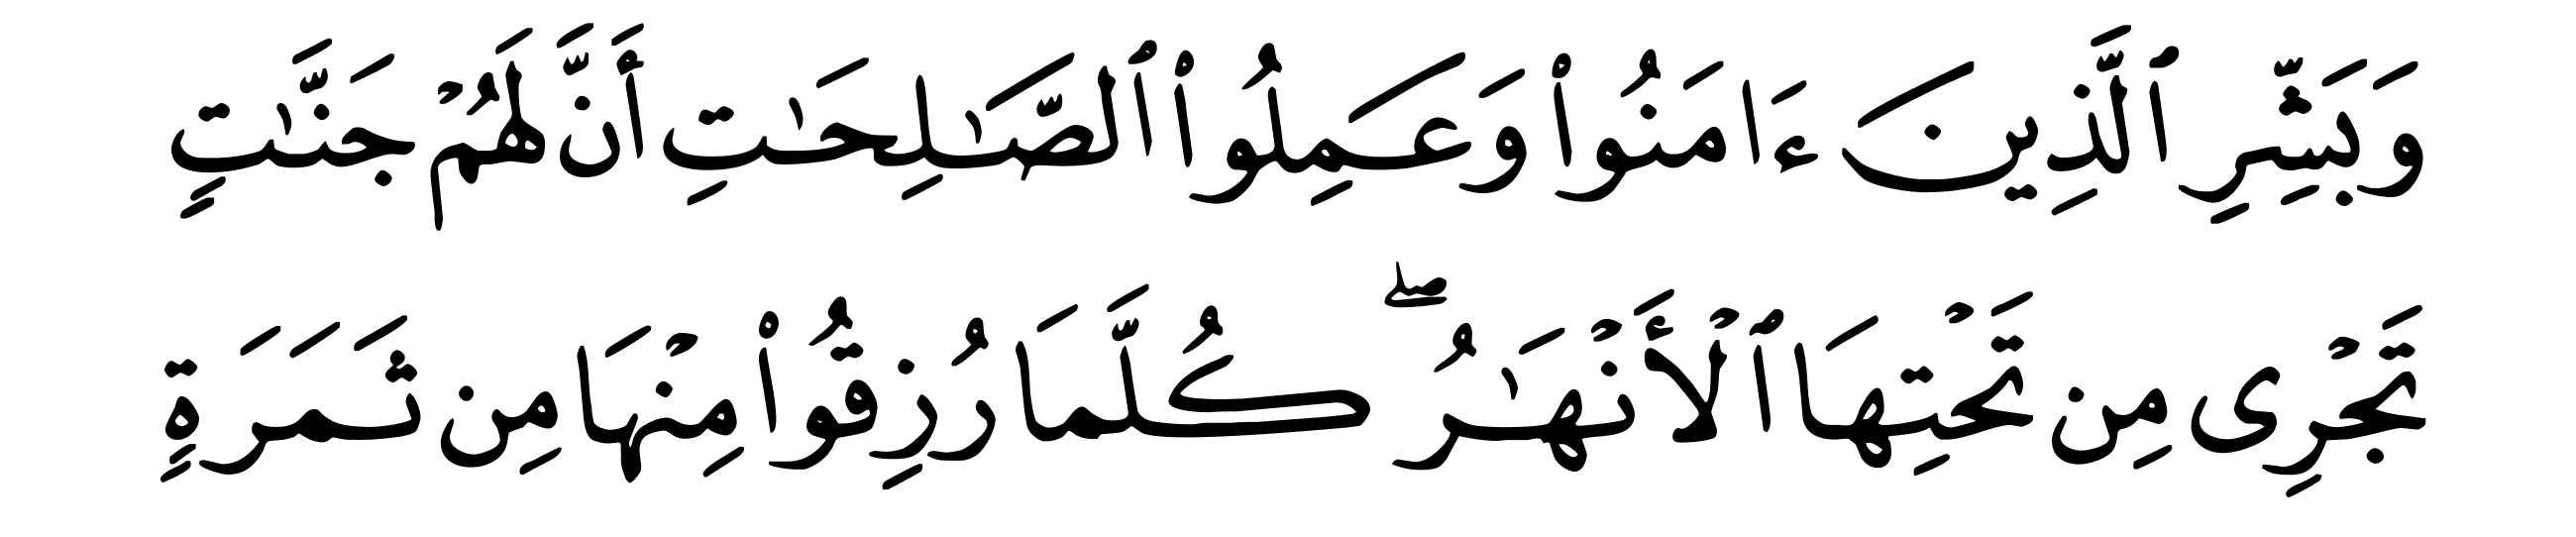 وَبَشِّرِ ٱلَّذِينَ ءَامَنُوا۟ وَعَمِلُوا۟ ٱلصَّـٰلِحَـٰتِ أَنَّ لَهُمْ جَنَّـٰتٍ
تَجْرِى مِن تَحْتِهَا ٱلْأَنْهَـٰرُ ۖ كُلَّمَا رُزِقُوا۟ مِنْهَا مِن ثَمَرَةٍ